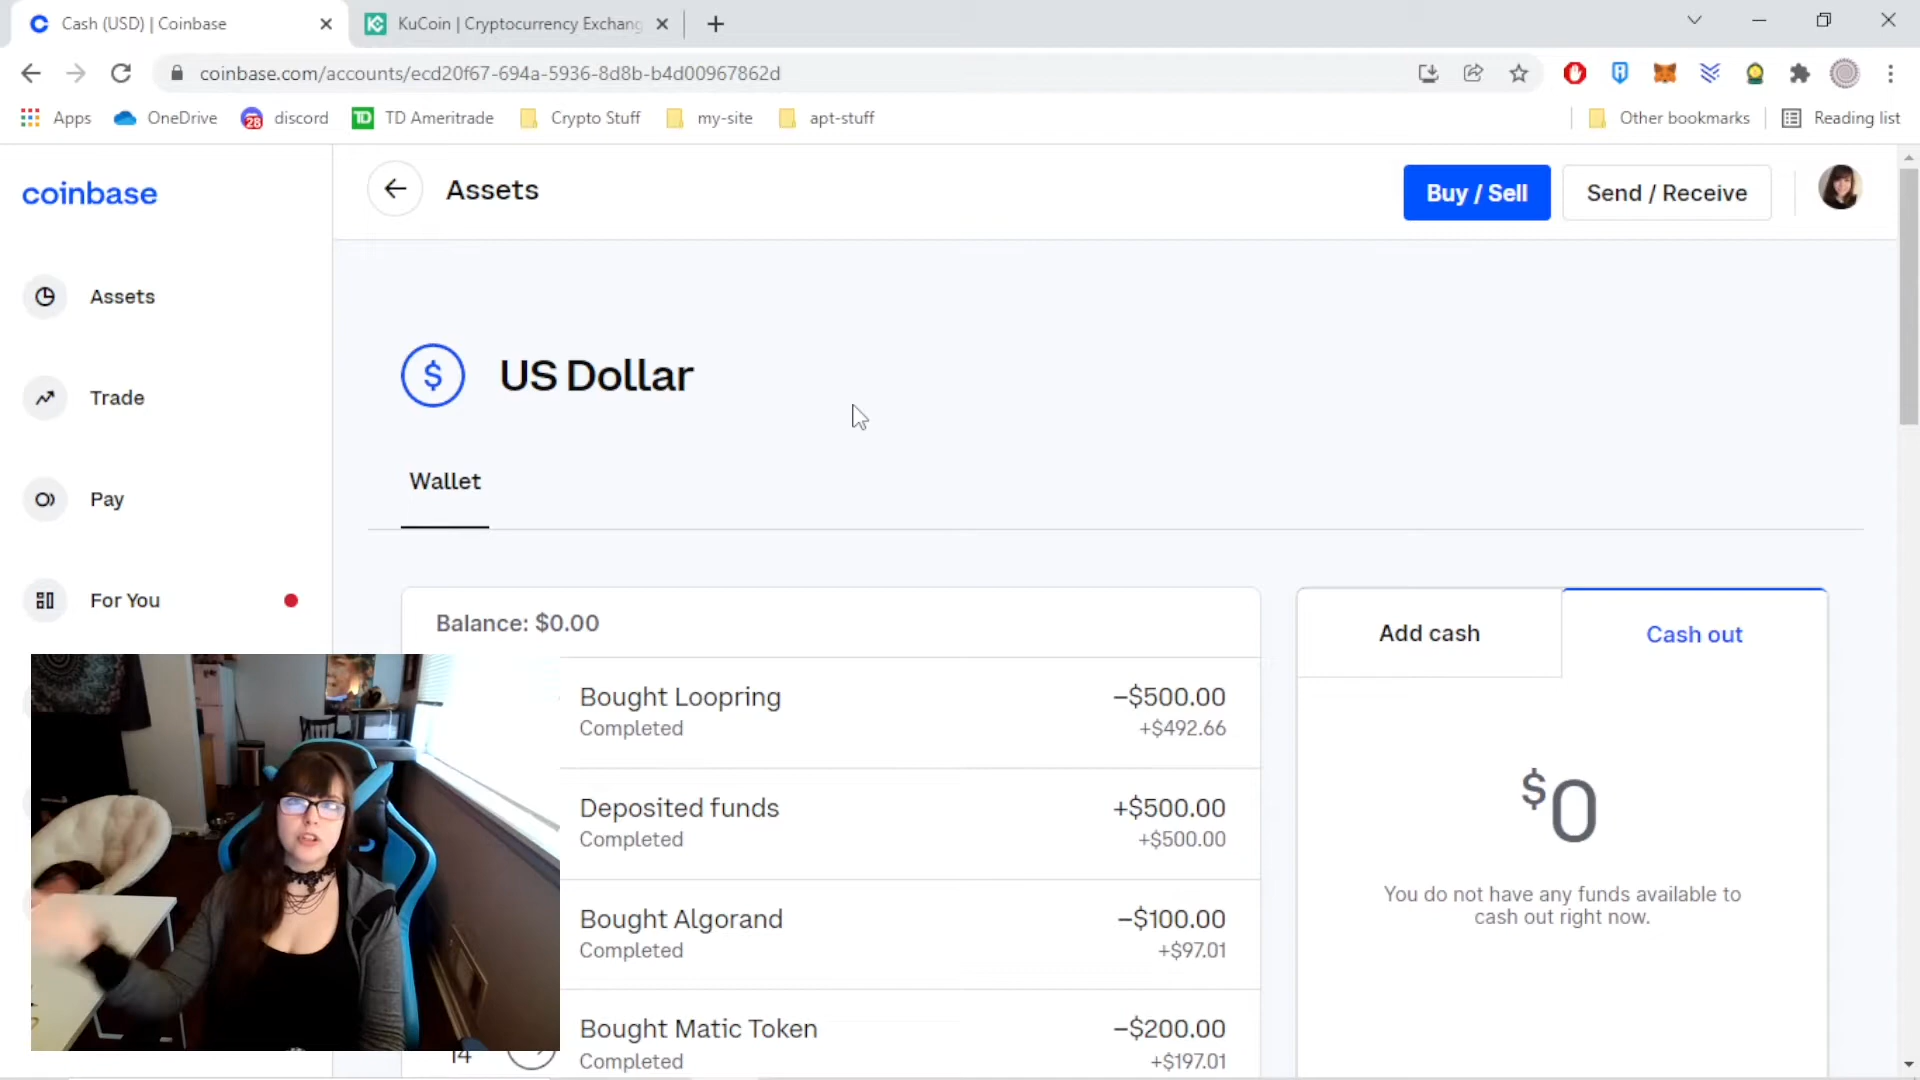 Cash (USD) | Coinbase
KuCoin | Cryptocurrency Exchang
coinbase.com/accounts/ecd20f67-694a-5936-8d8b-b4d00967862d
Apps
OneDrive
28
discord
TD
TD Ameritrade
Crypto Stuff
my-site
apt-stuff
Other bookmarks
Reading list
coinbase
Assets
Buy / Sell
Send / Receive
Assets
Trade
Pay
For You
$
US Dollar
Wallet
Balance: $0.00
Bought Loopring
–$500.00
Completed
+$492.66
Deposited funds
+$500.00
Completed
+$500.00
Bought Algorand
–$100.00
Completed
+$97.01
Bought Matic Token
–$200.00
Completed
+$197.01
14
Add cash
Cash out
$0
You do not have any funds available to
cash out right now.